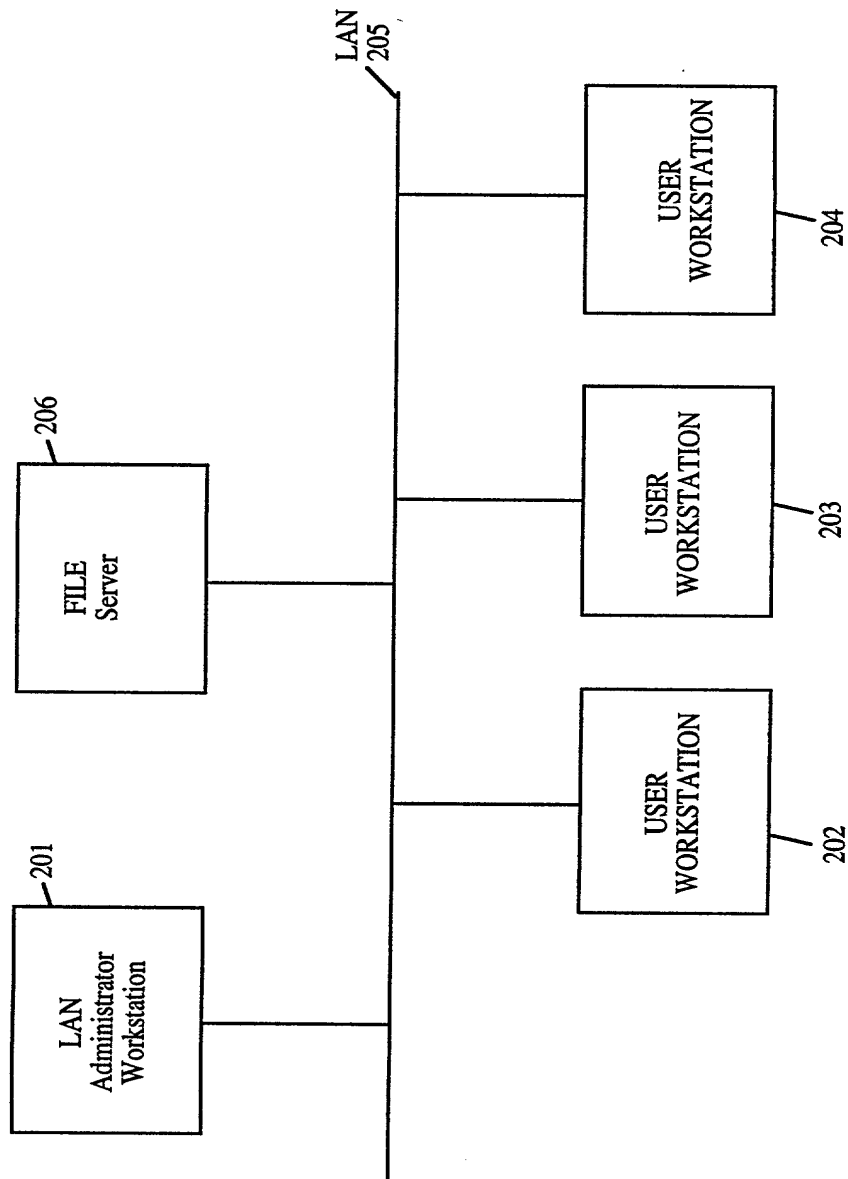 LAN
205
206
FILE
Server
201
LAN
Administrator
Workstation
USER
WORKSTATION
202
USER
WORKSTATION
203
USER
WORKSTATION
204